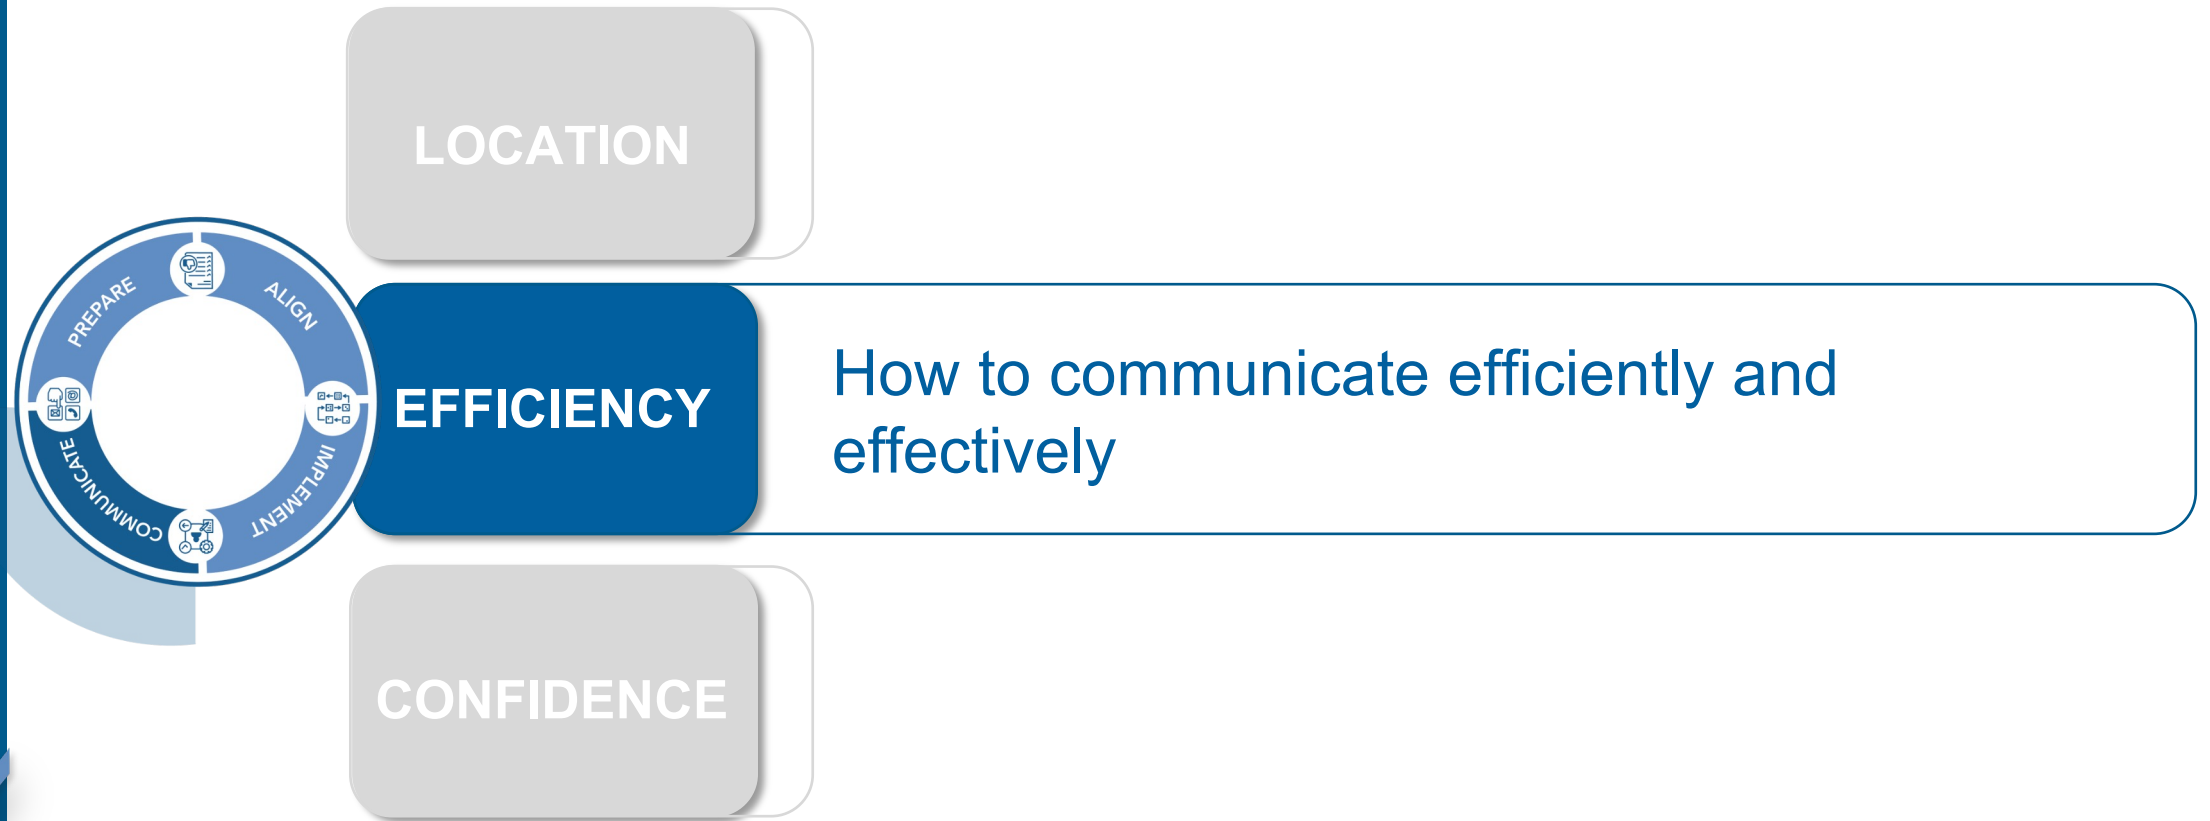 LOCATION
PREPARE
ALIGN
IMPLEMENT
COMMUNICATE
EFFICIENCY
How to communicate efficiently and
effectively
CONFIDENCE